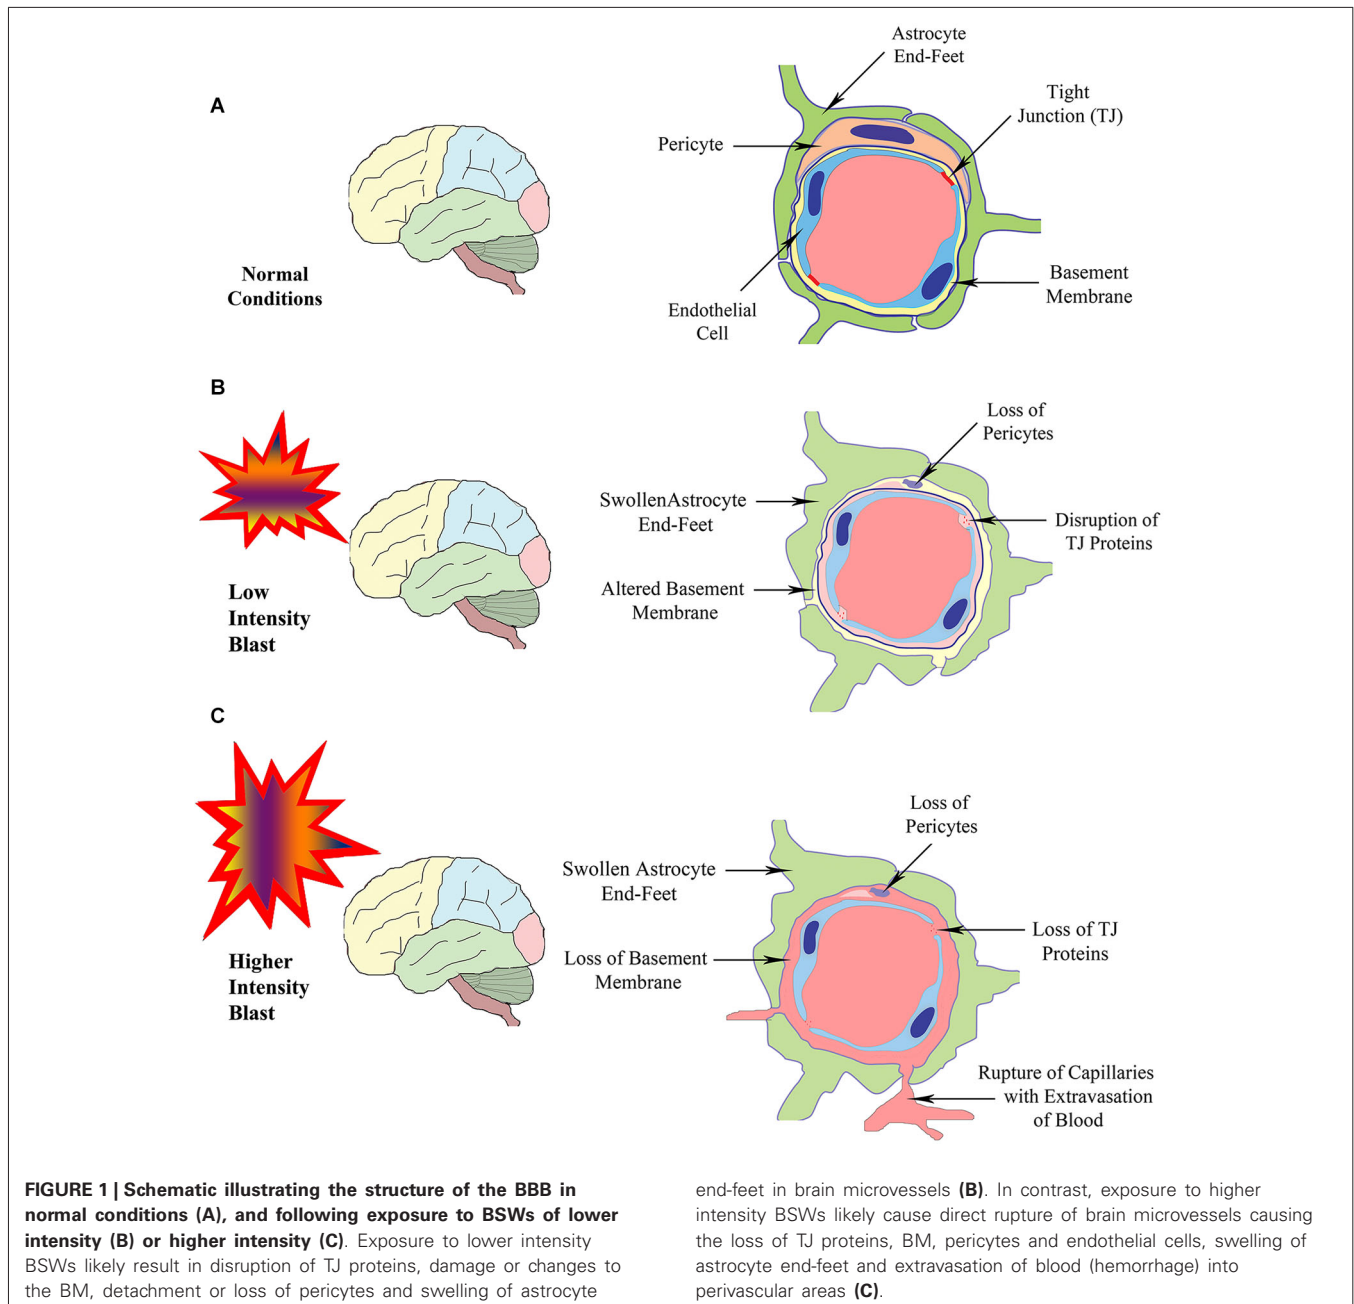 A
Astrocyte
End-Feet
Tight
Junction (TJ)
Pericyte
Normal
Conditions
Endothelial
Cell
Basement
Membrane
B
Loss of
Pericytes
SwollenAstrocyte
End-Feet
Disruption of
TJ Proteins
Low
Intensity
Blast
Altered Basement
Membrane
C
Loss of
Pericytes
Swollen Astrocyte
End-Feet
Loss of TJ
Proteins
Higher
Intensity
Blast
Loss of Basement
Membrane
Rupture of Capillaries
with Extravasation
of Blood
FIGURE 1 | Schematic illustrating the structure of the BBB in
normal conditions (A), and following exposure to BSWs of lower
intensity (B) or higher intensity (C). Exposure to lower intensity
BSWs likely result in disruption of TJ proteins, damage or changes to
the BM, detachment or loss of pericytes and swelling of astrocyte
end-feet in brain microvessels (B). In contrast, exposure to higher
intensity BSWs likely cause direct rupture of brain microvessels causing
the loss of TJ proteins, BM, pericytes and endothelial cells, swelling of
astrocyte end-feet and extravasation of blood (hemorrhage) into
perivascular areas (C).